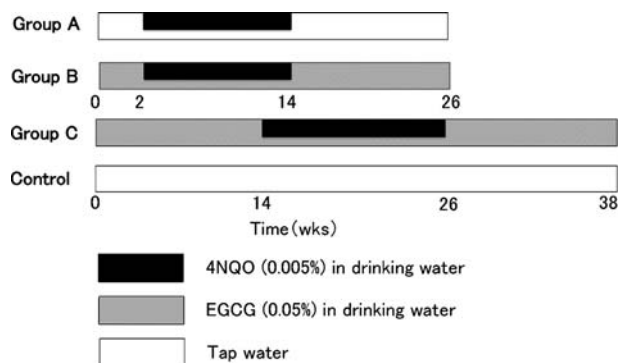 Group A
Group B
0 2 14 26
Group C
Control
0 14 26 38
Time(wks)
4NQO (0.005%) in drinking water
EGCG (0.05%) in drinking water
Tap water